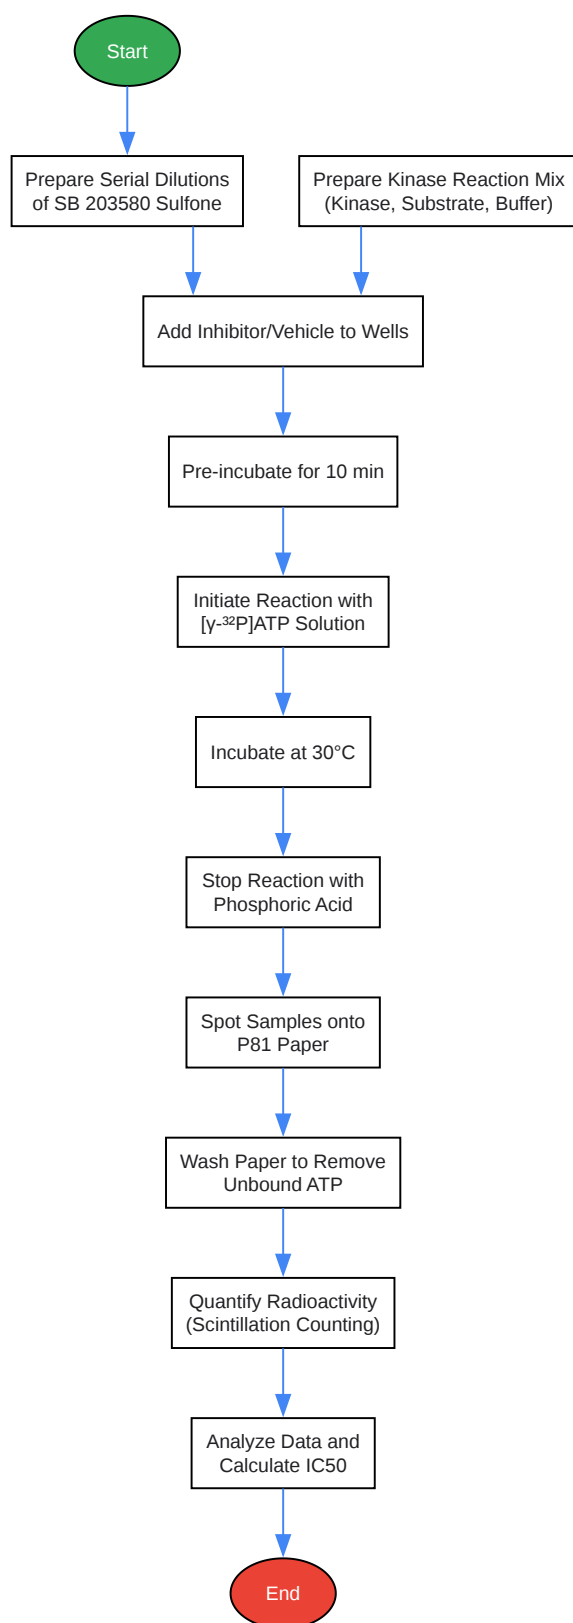 Start
Prepare Serial Dilutions
of SB 203580 Sulfone
Prepare Kinase Reaction Mix
(Kinase, Substrate, Buffer)
Add Inhibitor/Vehicle to Wells
Pre-incubate for 10 min
Initiate Reaction with
[γ-³²P]ATP Solution
Incubate at 30°C
Stop Reaction with
Phosphoric Acid
Spot Samples onto
P81 Paper
Wash Paper to Remove
Unbound ATP
Quantify Radioactivity
(Scintillation Counting)
Analyze Data and
Calculate IC50
End